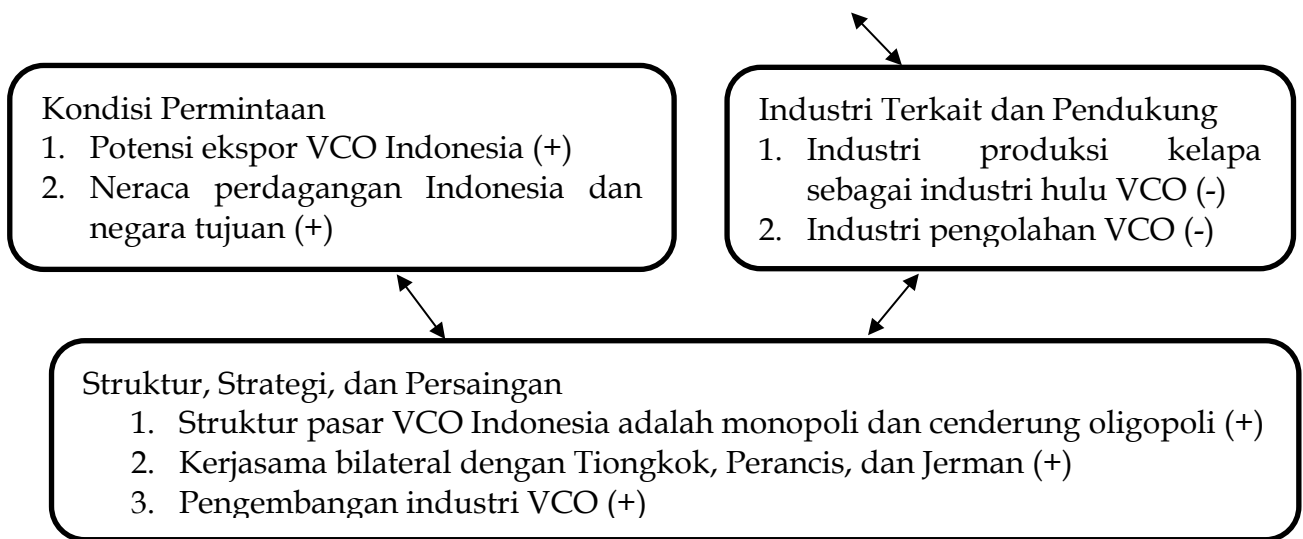 Kondisi Permintaan
1. Potensi ekspor VCO Indonesia (+)
2. Neraca perdagangan Indonesia dan
negara tujuan (+)
Industri Terkait dan Pendukung
1. Industri produksi kelapa
sebagai industri hulu VCO (-)
2. Industri pengolahan VCO (-)
Struktur, Strategi, dan Persaingan
1. Struktur pasar VCO Indonesia adalah monopoli dan cenderung oligopoli (+)
2. Kerjasama bilateral dengan Tiongkok, Perancis, dan Jerman (+)
3. Pengembangan industri VCO (+)